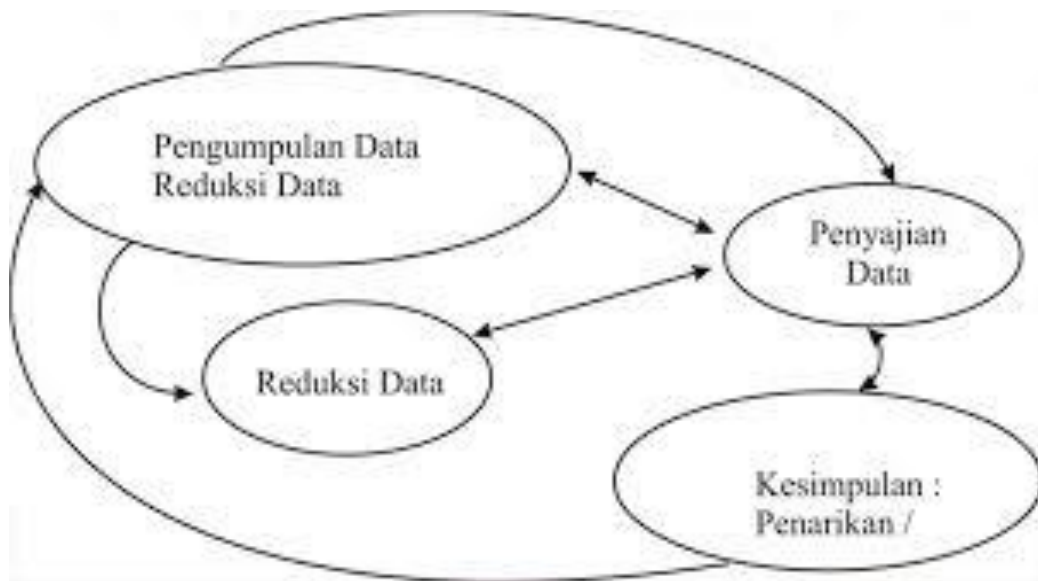 Pengumpulan Data
Reduksi Data
Penyajian
Data
Reduksi Data
Kesimpulan :
Penarikan /